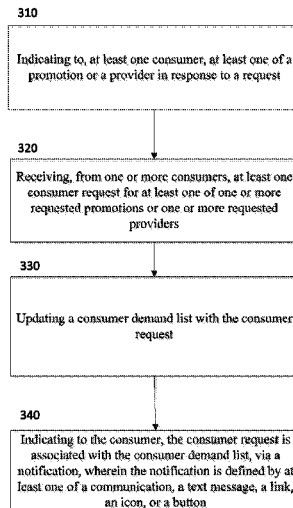 310
Indicating to, at least one consumer, at least one of a
promotion or a provider in response to a request
320
Receiving, from one or more consumers, at least one
consumer request for at least one of one or more
requested promotions or one or more requested
providers
330
Updating a consumer demand list with the consumer
request
340
Indicating to the consumer, the consumer request is
associated with the consumer demand list, via a
notification, wherein the notification is defined by at
least one of a communication, a text message, a link,
an icon, or a button